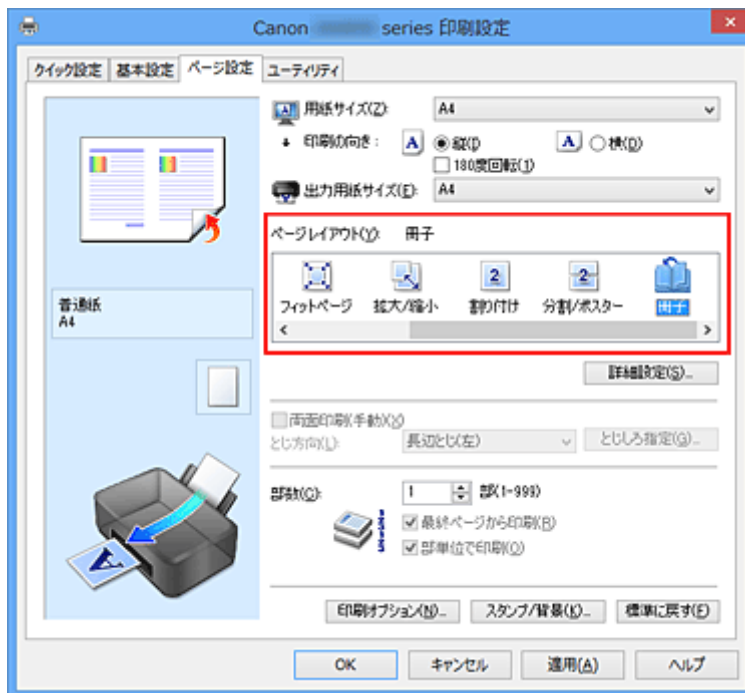 Canon series 印刷設定
クイック設定 基本設定 ページ設定 ユーティリティ
用紙サイズ(Z): A4
印刷の向き: A 縦(I) A 横(D)
180度回転(1)
出力用紙サイズ(E): A4
ページレイアウト(Y): 冊子
2 2
フィットページ 拡大/縮小 割り付け 分割/ポスター 冊子
普通紙
A4
詳細設定(S)...
両面印刷(手動)(X)
とじ方向(L): 長辺とじ(左) とじしろ指定(G)...
部数(C): 1 部(1-999)
最終ページから印刷(R)
部単位で印刷(O)
A
印刷オプション(N)... スタンプ/背景(K)... 標準に戻す(F)
OK キャンセル 適用(A) ヘルプ